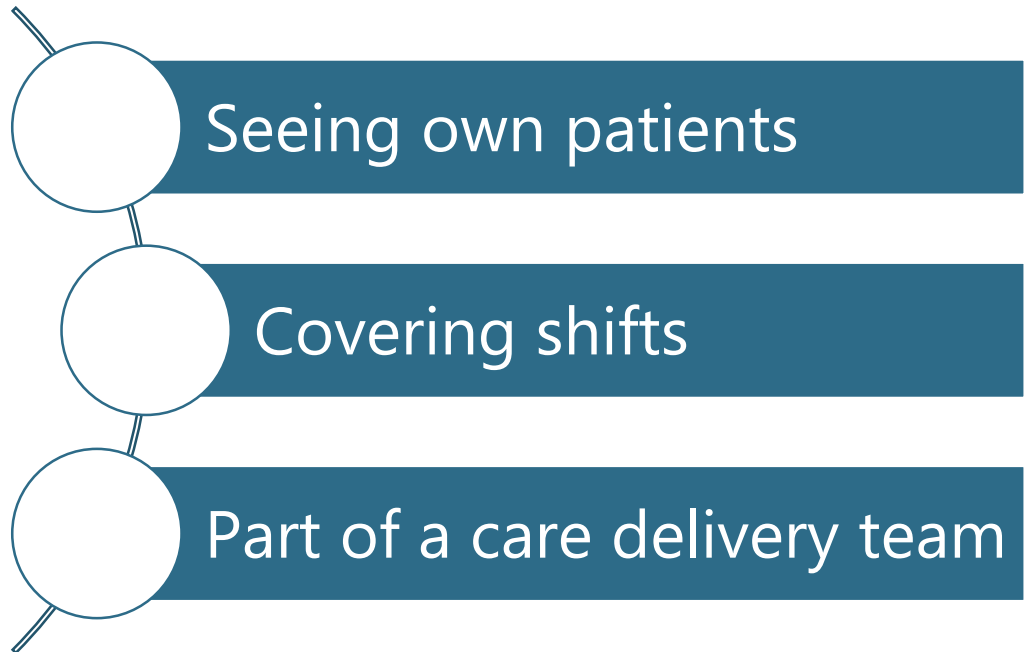 Seeing own patients
Covering shifts
Part of a care delivery team